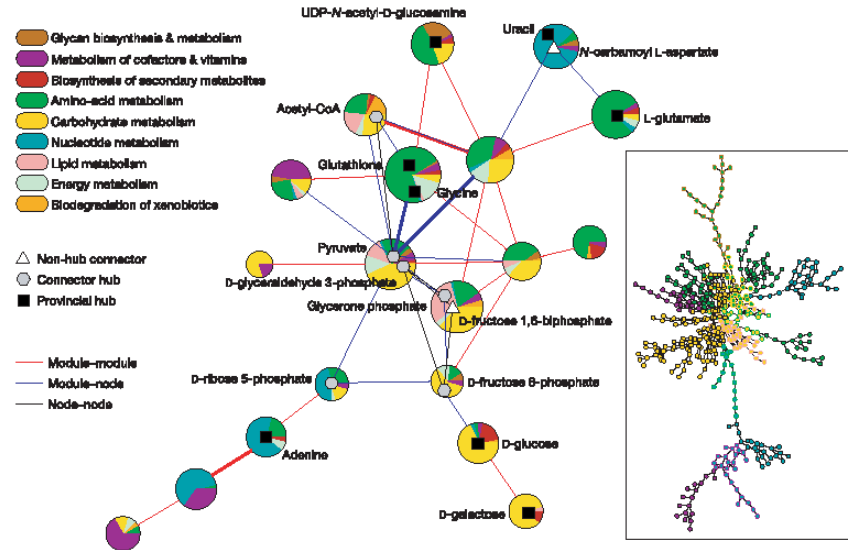 UDP-N-acetyl-D-glucosamine
Uracil
N-carbamoyl L-aspartate
Glycan biosynthesis & metabolism
Metabolism of cofactors & vitamins
Biosynthesis of secondary metabolites
Amino-acid metabolism
Carbohydrate metabolism
Nucleotide metabolism
Lipid metabolism
Energy metabolism
Biodegradation of xenobiotics
Acetyl-CoA
L-glutamate
Glutathione
Glycine
Non-hub connector
Connector hub
Provincial hub
Pyruvate
D-glyceraldehyde 3-phosphate
Glycerone phosphate
D-fructose 1,6-biphosphate
Module–module
Module–node
Node–node
D-ribose 5-phosphate
D-fructose 6-phosphate
Adenine
D-glucose
D-galactose